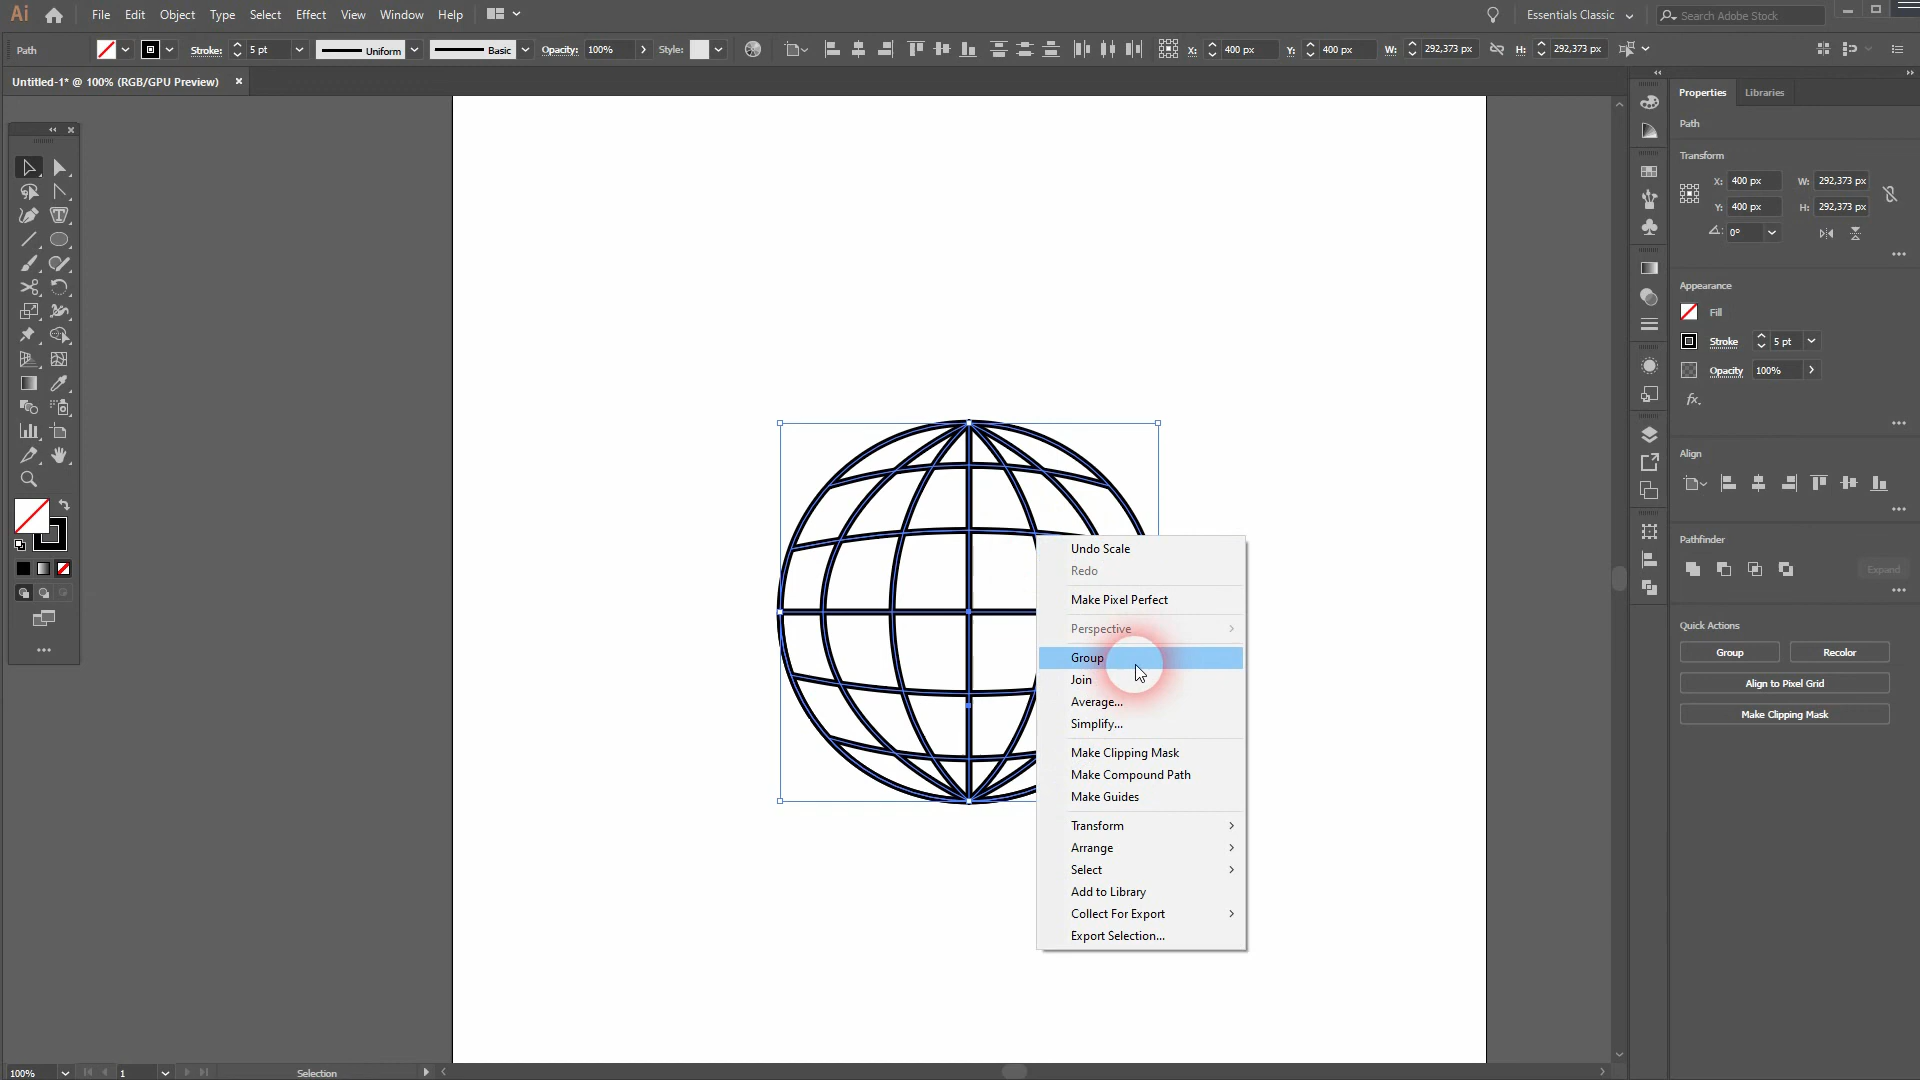 Ai File Edit Object Type Select Effect View Window Help Essentials Classic Search Adobe Stock
Path Stroke: 5 pt Uniform Basic Opacity: 100% Style: X: 400 px Y: 400 px W: 292,373 px H: 292,373 px
Untitled-1* @ 100% (RGB/GPU Preview)
Properties Libraries
Path
Transform
X: 400 px W: 292,373 px
Y: 400 px H: 292,373 px
0°
Appearance
Fill
Stroke 5 pt
Opacity 100%
fx.
Align
Pathfinder
Expand
Quick Actions
Group Recolor
Align to Pixel Grid
Make Clipping Mask
Undo Scale
Redo
Make Pixel Perfect
Perspective
Group
Join
Average...
Simplify...
Make Clipping Mask
Make Compound Path
Make Guides
Transform
Arrange
Select
Add to Library
Collect For Export
Export Selection...
100% 1 Selection